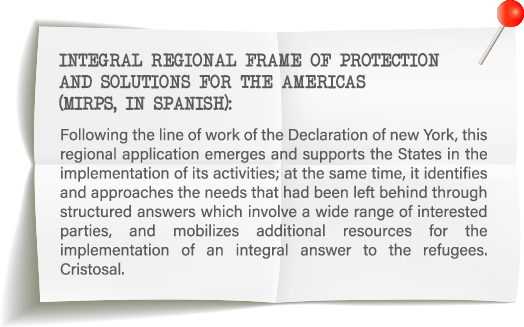 INTEGRAL REGIONAL FRAME OF PROTECTION
AND SOLUTIONS FOR THE AMERICAS
(MIRPS, IN SPANISH):
Following the line of work of the Declaration of new York, this
regional application emerges and supports the States in the
implementation of its activities; at the same time, it identifies
and approaches the needs that had been left behind through
structured answers which involve a wide range of interested
parties, and mobilizes additional resources for the
implementation of an integral answer to the refugees.
Cristosal.